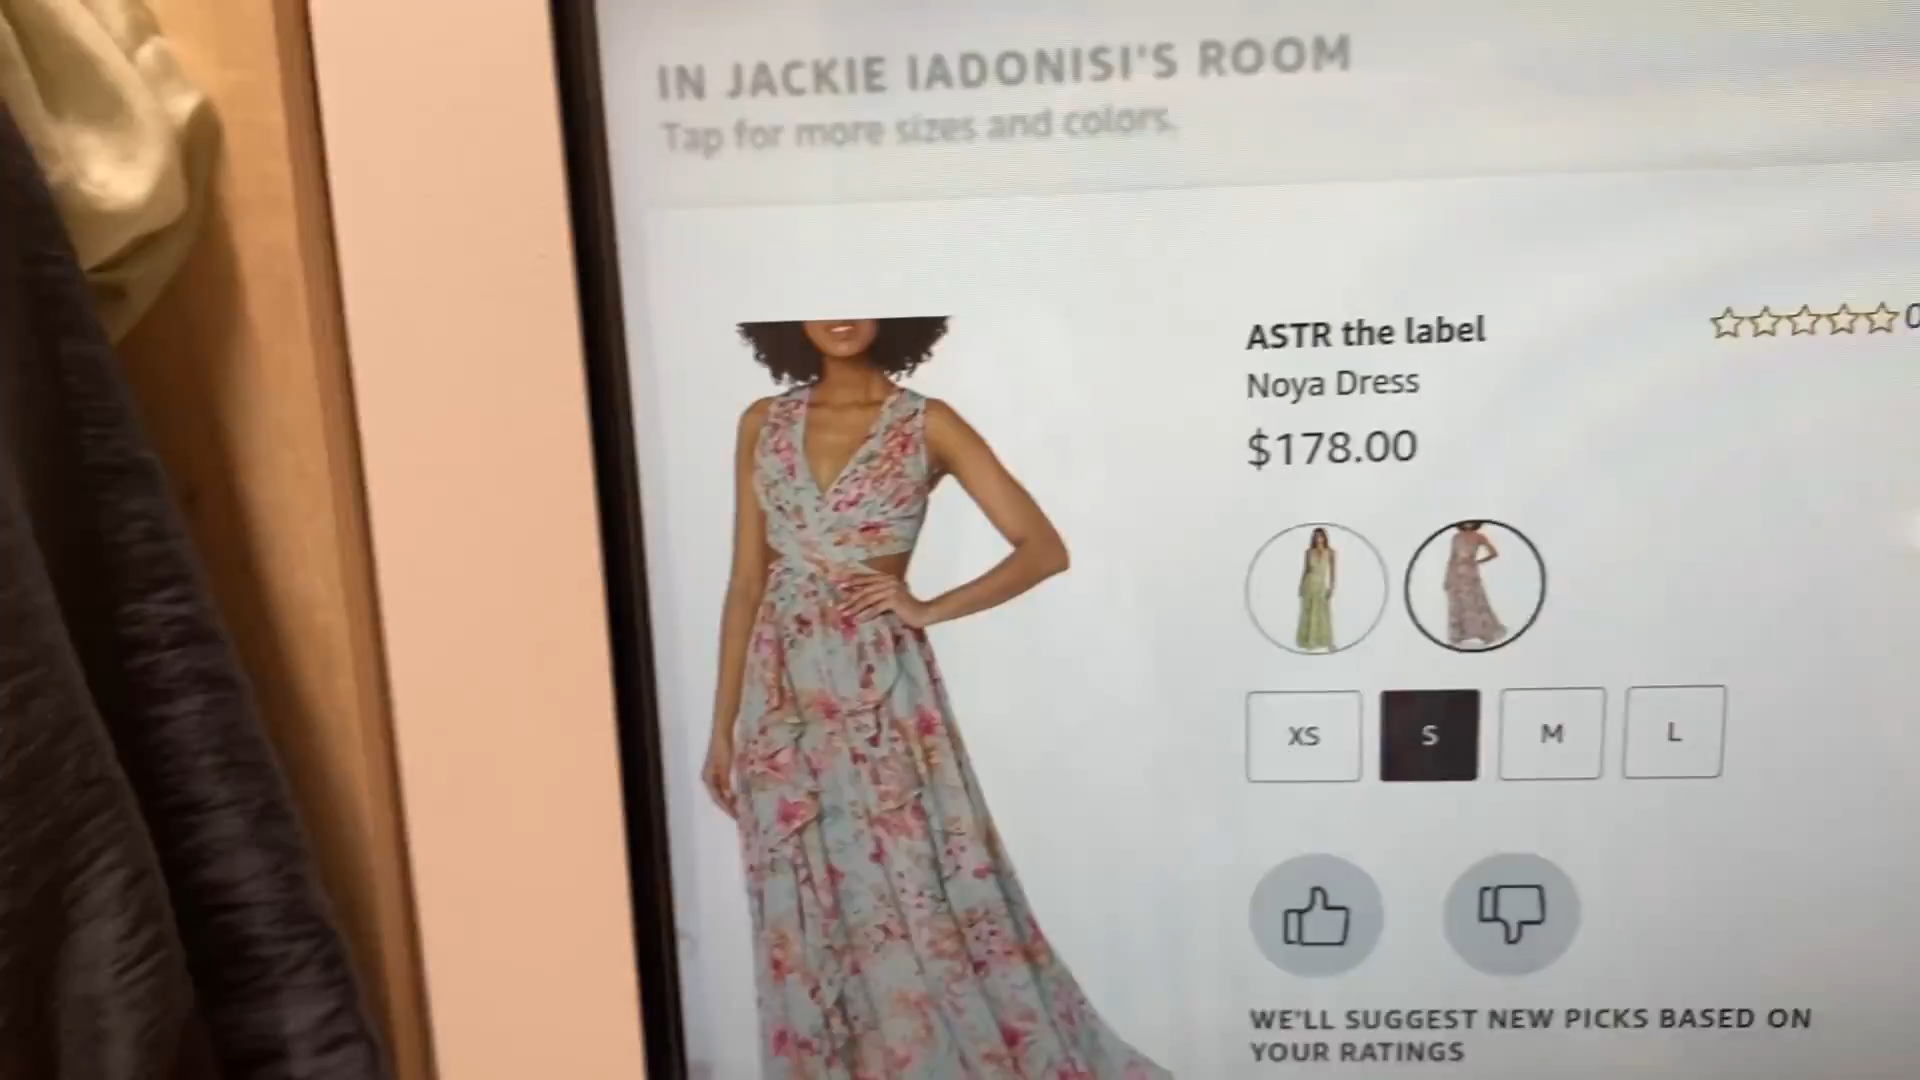 IN JACKIE IADONISI'S ROOM
Tap for more sizes and colors.
ASTR the label
0
Noya Dress
$178.00
XS
S
M
L
WE'LL SUGGEST NEW PICKS BASED ON
YOUR RATINGS